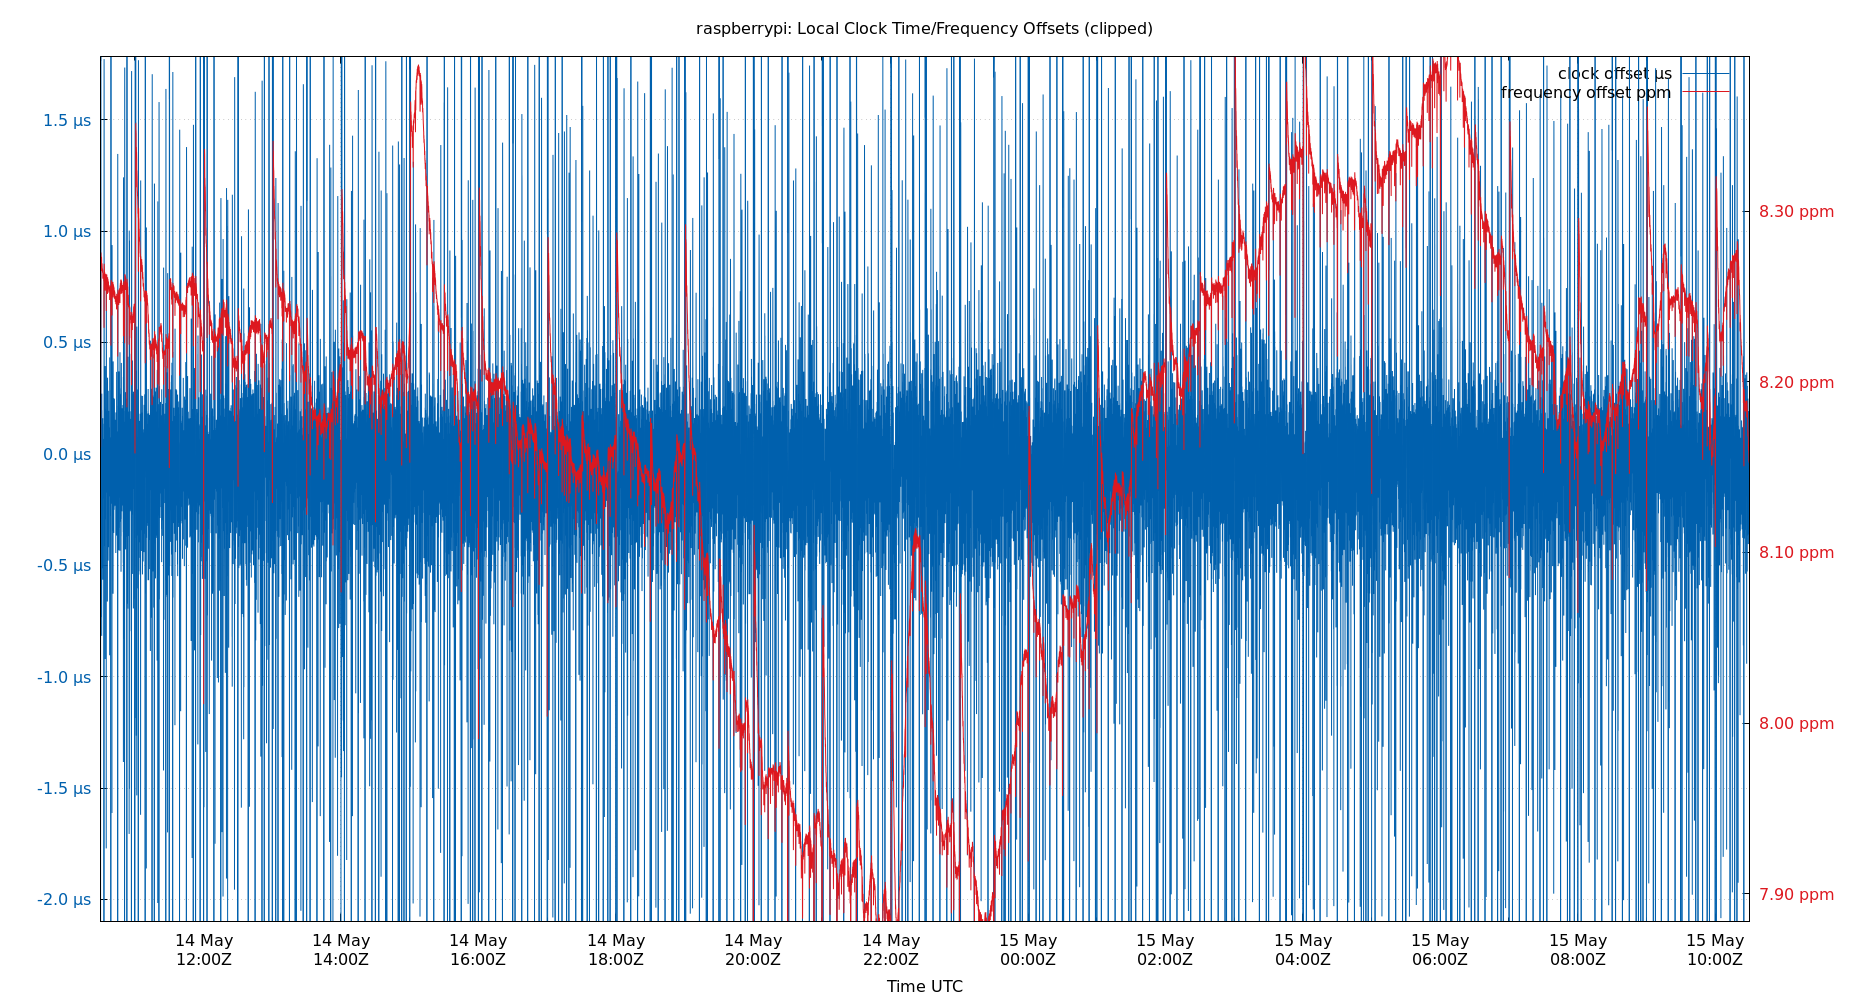 raspberrypi: Local Clock Time/Frequency Offsets (clipped)
clock offset µs
frequency offset ppm
1.5 µs
1.0 µs
0.5 µs
0.0 µs
-0.5 µs
-1.0 µs
-1.5 µs
-2.0 µs
8.30 ppm
8.20 ppm
8.10 ppm
8.00 ppm
7.90 ppm
14 May 14 May 14 May 14 May 14 May 14 May 15 May 15 May 15 May 15 May 15 May 15 May
12:00Z 14:00Z 16:00Z 18:00Z 20:00Z 22:00Z 00:00Z 02:00Z 04:00Z 06:00Z 08:00Z 10:00Z
Time UTC